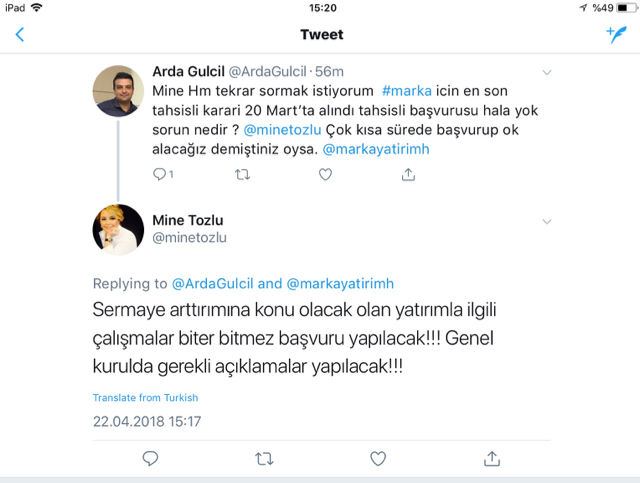 iPad 15:20 %49
Tweet
Arda Gulcil @ArdaGulcil · 56m
Mine Hm tekrar sormak istiyorum #marka icin en son
tahsisli karari 20 Mart'ta alındı tahsisli başvurusu hala yok
sorun nedir ? @minetozlu Çok kısa sürede başvurup ok
alacağız demiştiniz oysa. @markayatirimh
1
Mine Tozlu
@minetozlu
Replying to @ArdaGulcil and @markayatirimh
Sermaye arttırımına konu olacak olan yatırımla ilgili
çalışmalar biter bitmez başvuru yapılacak!!! Genel
kurulda gerekli açıklamalar yapılacak!!!
Translate from Turkish
22.04.2018 15:17